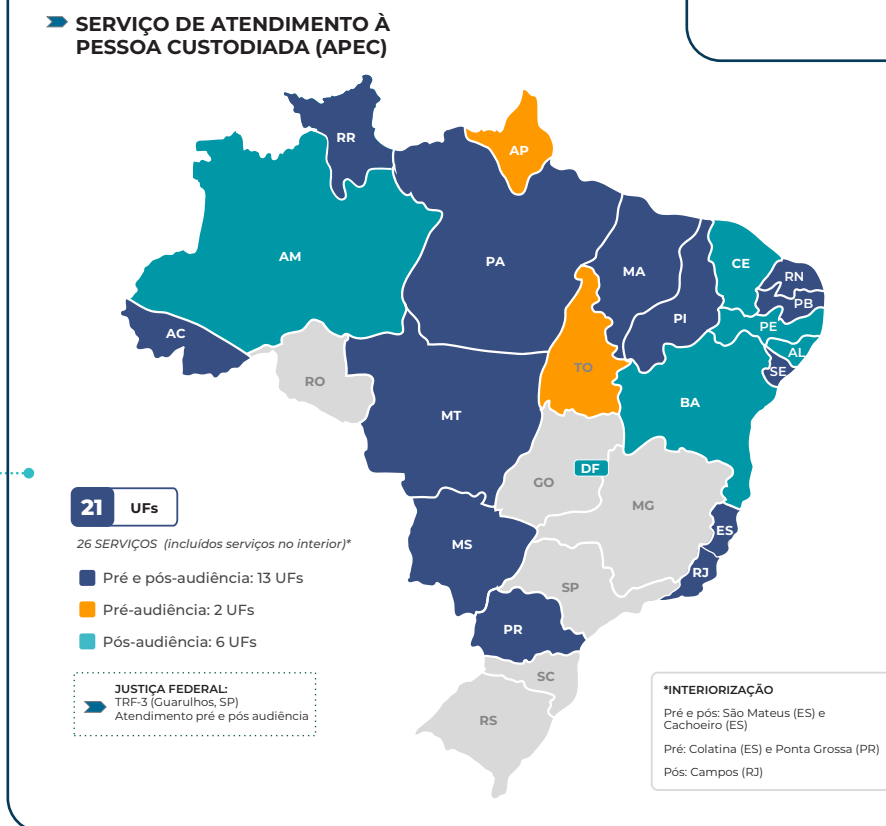 SERVIÇO DE ATENDIMENTO À
PESSOA CUSTODIADA (APEC)
RR
AP
AM
PA
MA
CE
RN
PB
PI
PE
AC
AL
SE
RO
TO
MT
BA
DF
GO
MG
21 UFs
ES
26 SERVIÇOS (incluídos serviços no interior)*
MS
RJ
Pré e pós-audiência: 13 UFs
SP
Pré-audiência: 2 UFs
PR
Pós-audiência: 6 UFs
SC
RS
JUSTIÇA FEDERAL:
TRF-3 (Guarulhos, SP)
Atendimento pré e pós audiência
*INTERIORIZAÇÃO
Pré e pós: São Mateus (ES) e
Cachoeiro (ES)
Pré: Colatina (ES) e Ponta Grossa (PR)
Pós: Campos (RJ)